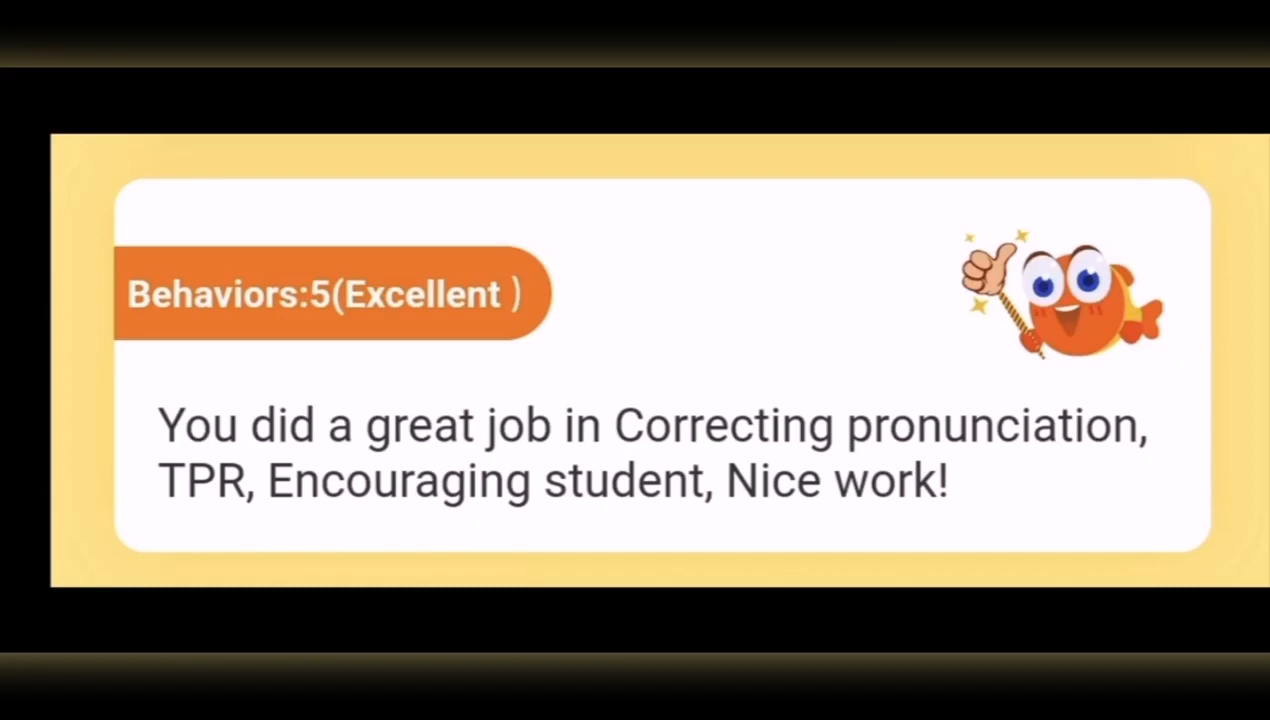 Behaviors:5(Excellent )
You did a great job in Correcting pronunciation,
TPR, Encouraging student, Nice work!